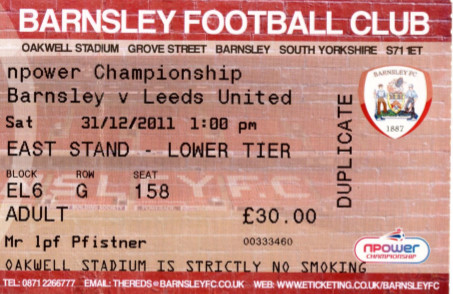 BARNSLEY FOOTBALL CLUB
OAKWELL STADIUM GROVE STREET BARNSLEY SOUTH YORKSHIRE S71 1ET
npower Championship
Barnsley v Leeds United
Sat 31/12/2011 1:00 pm
EAST STAND - LOWER TIER
BLOCK ROW SEAT
EL6 G 158
ADULT £30.00
Mr lpf Pfistner 00333460
OAKWELL STADIUM IS STRICTLY NO SMOKING
TEL: 0871 2266777 EMAIL: THEREDS@BARNSLEYFC.CO.UK WEB: WWW.ETICKETING.CO.UK/BARNSLEYFC
DUPLICATE
BARNSLEY FC
1887
npower
CHAMPIONSHIP